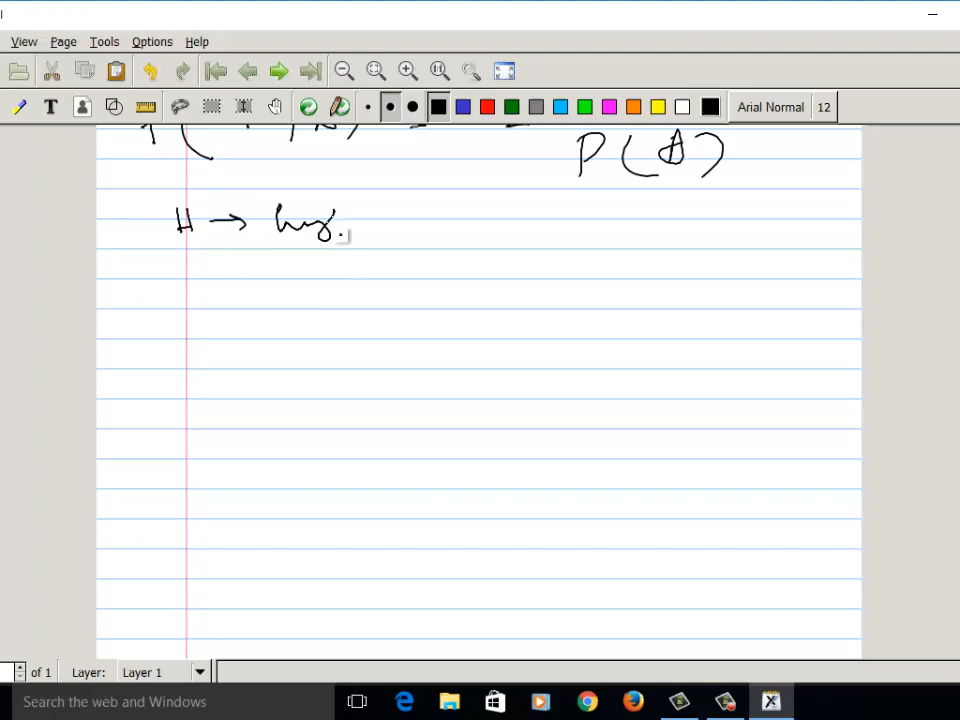 View Page Tools Options Help
T Arial Normal 12
P(A)
H → hyp.
of 1 Layer: Layer 1
Search the web and Windows